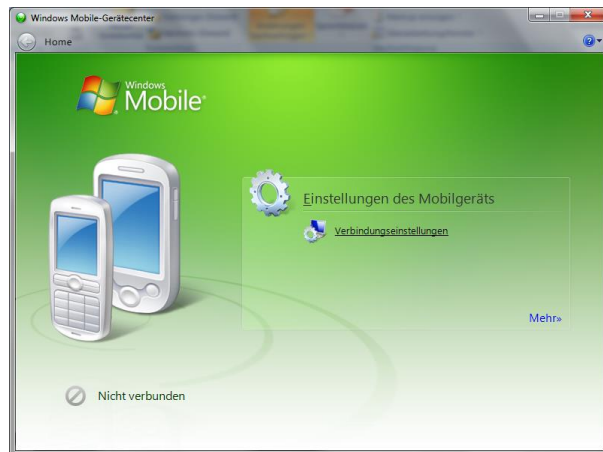 Windows Mobile-Gerätecenter
Home
Windows
Mobile
Einstellungen des Mobilgeräts
Verbindungseinstellungen
Mehr»
Nicht verbunden